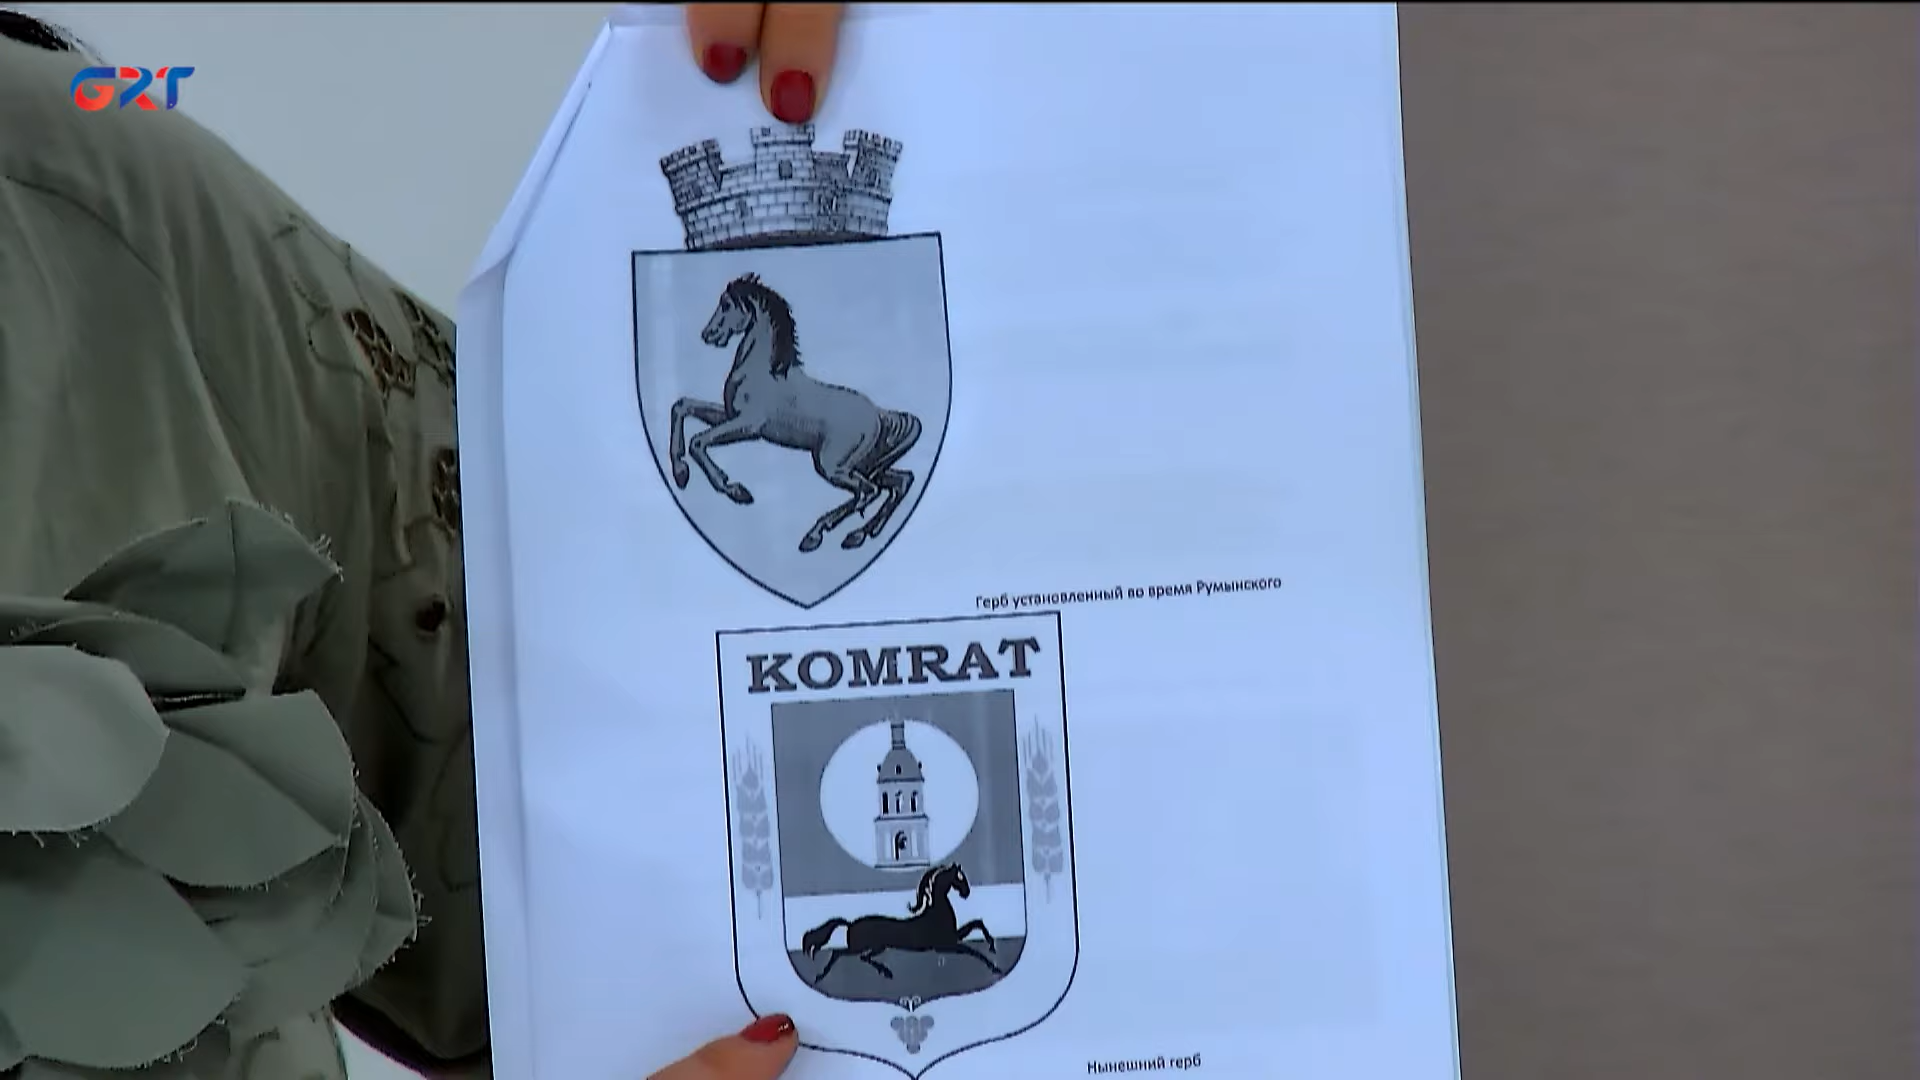 GRT
Герб установленный во время Румынского
KOMRAT
Нынешний герб